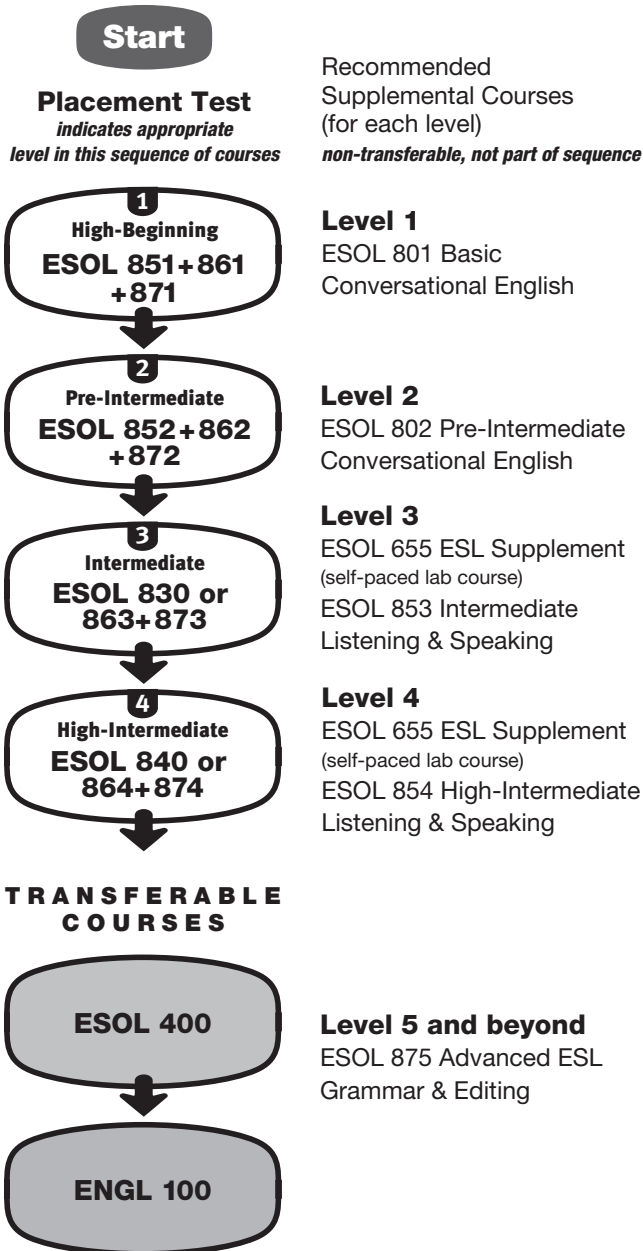 Start
Placement Test
indicates appropriate
level in this sequence of courses
Recommended
Supplemental Courses
(for each level)
non-transferable, not part of sequence
1
High-Beginning
ESOL 851+861
+871
Level 1
ESOL 801 Basic
Conversational English
2
Pre-Intermediate
ESOL 852+862
+872
Level 2
ESOL 802 Pre-Intermediate
Conversational English
3
Intermediate
ESOL 830 or
863+873
Level 3
ESOL 655 ESL Supplement
(self-paced lab course)
ESOL 853 Intermediate
Listening & Speaking
4
High-Intermediate
ESOL 840 or
864+874
Level 4
ESOL 655 ESL Supplement
(self-paced lab course)
ESOL 854 High-Intermediate
Listening & Speaking
TRANSFERABLE
COURSES
ESOL 400
Level 5 and beyond
ESOL 875 Advanced ESL
Grammar & Editing
ENGL 100